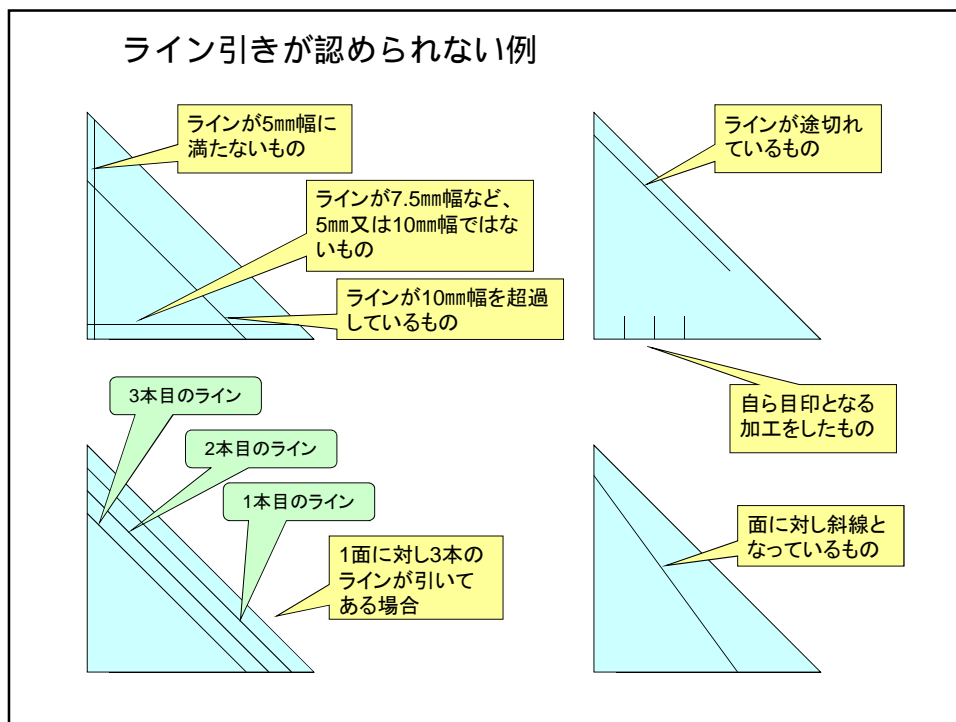 ライン引きが認められない例
ラインが5㎜幅に
満たないもの
ラインが7.5㎜幅など、
5㎜又は10㎜幅ではな
いもの
ラインが10㎜幅を超過
しているもの
ラインが途切れ
ているもの
自ら目印となる
加工をしたもの
3本目のライン
2本目のライン
1本目のライン
1面に対し3本の
ラインが引いて
ある場合
面に対し斜線と
なっているもの